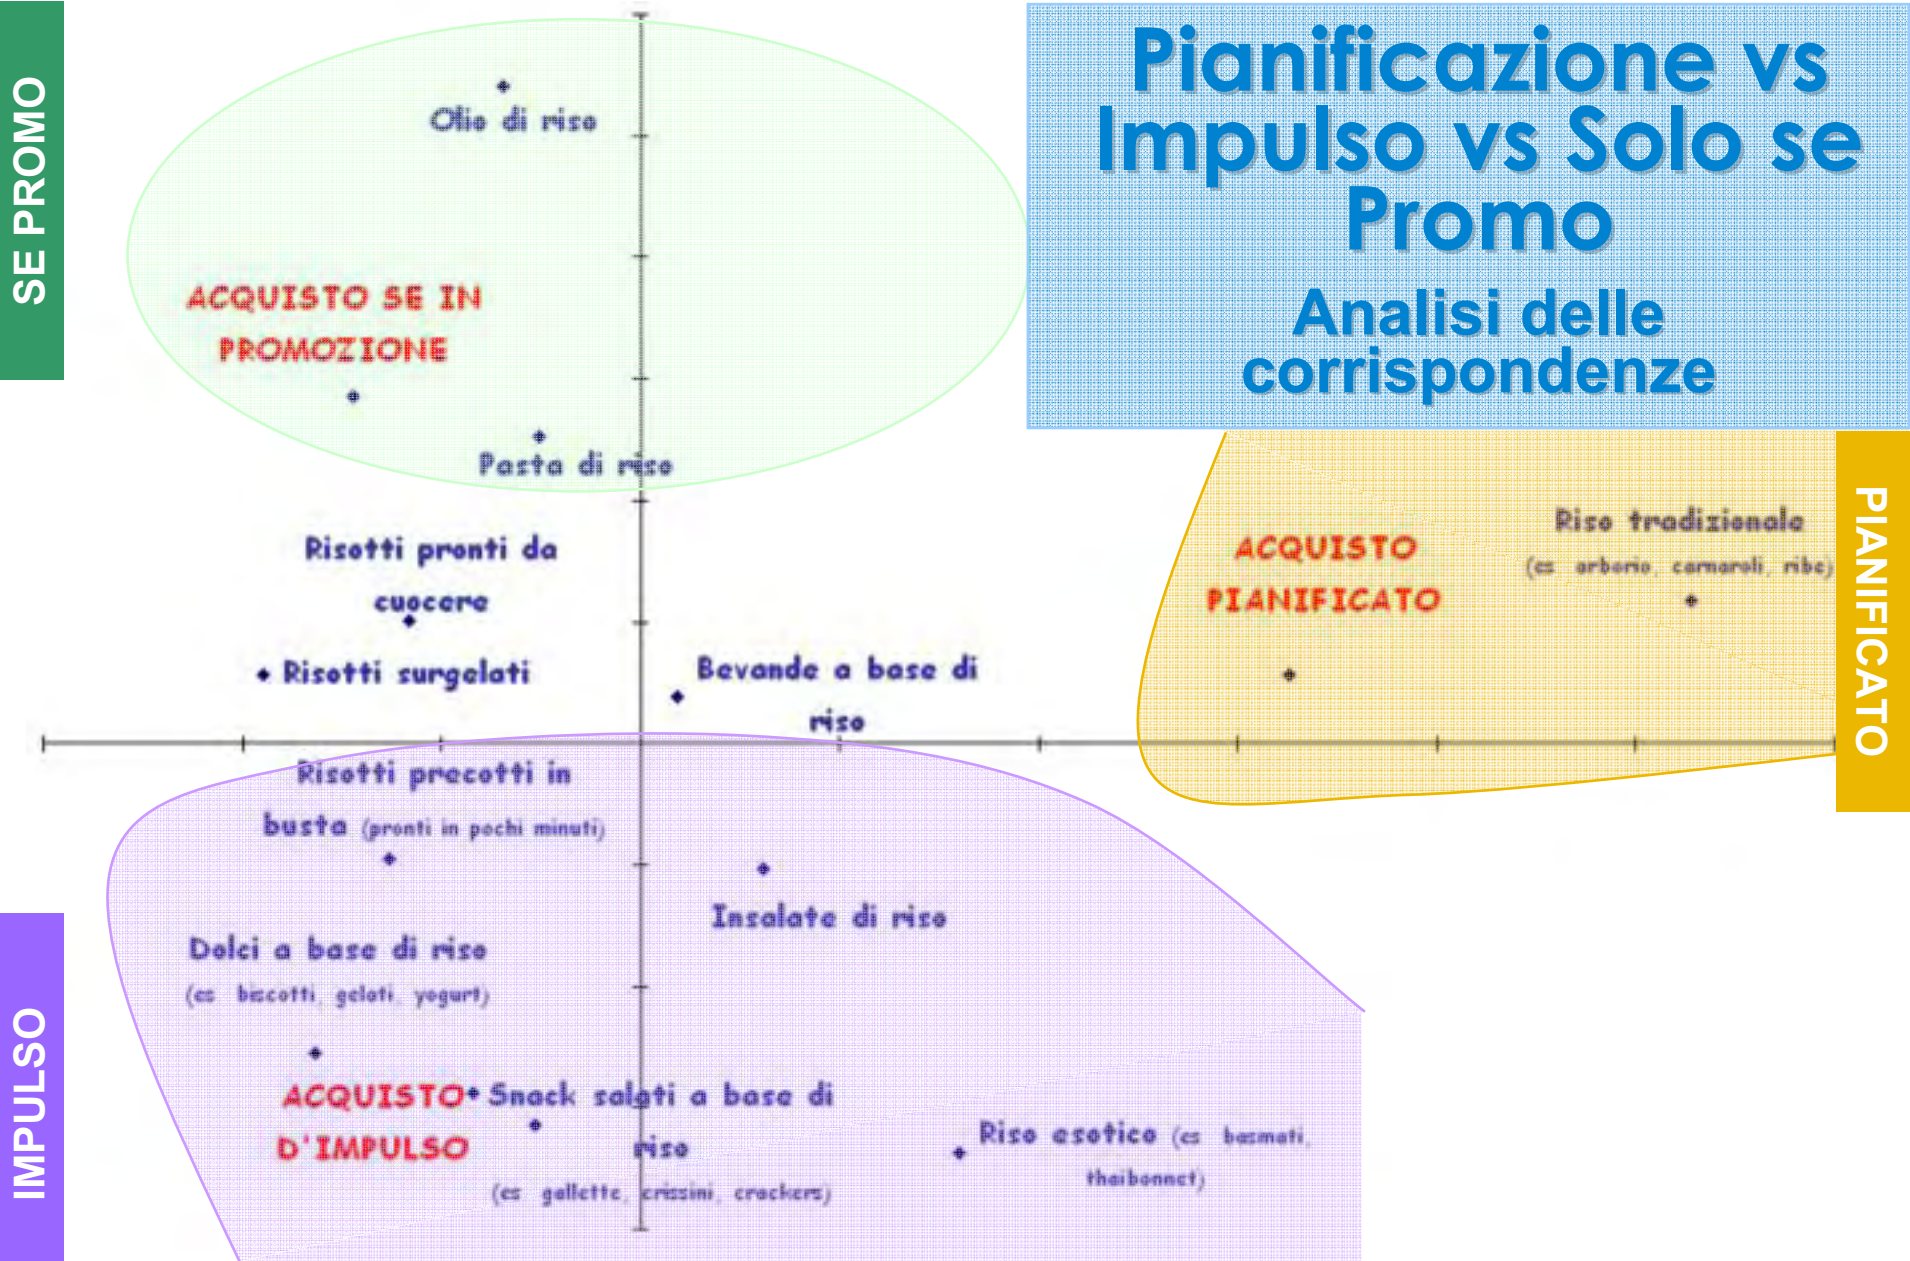 SE PROMO
Pianificazione vs
Impulso vs Solo se
Promo
Analisi delle
corrispondenze
Olio di riso
ACQUISTO SE IN
PROMOZIONE
Pasta di riso
PIANIFICATO
Riso tradizionale
(es arborio, carnaroli, ribe)
ACQUISTO
PIANIFICATO
Risotti pronti da
cuocere
Risotti surgelati
Bevande a base di
riso
Risotti precotti in
busta (pronti in pochi minuti)
Insalate di riso
Dolci a base di riso
(es biscotti, gelati, yogurt)
IMPULSO
ACQUISTO
D'IMPULSO
Snack salati a base di
riso
(es gallette, crissini, crackers)
Riso esotico (es basmati,
thaibonnet)